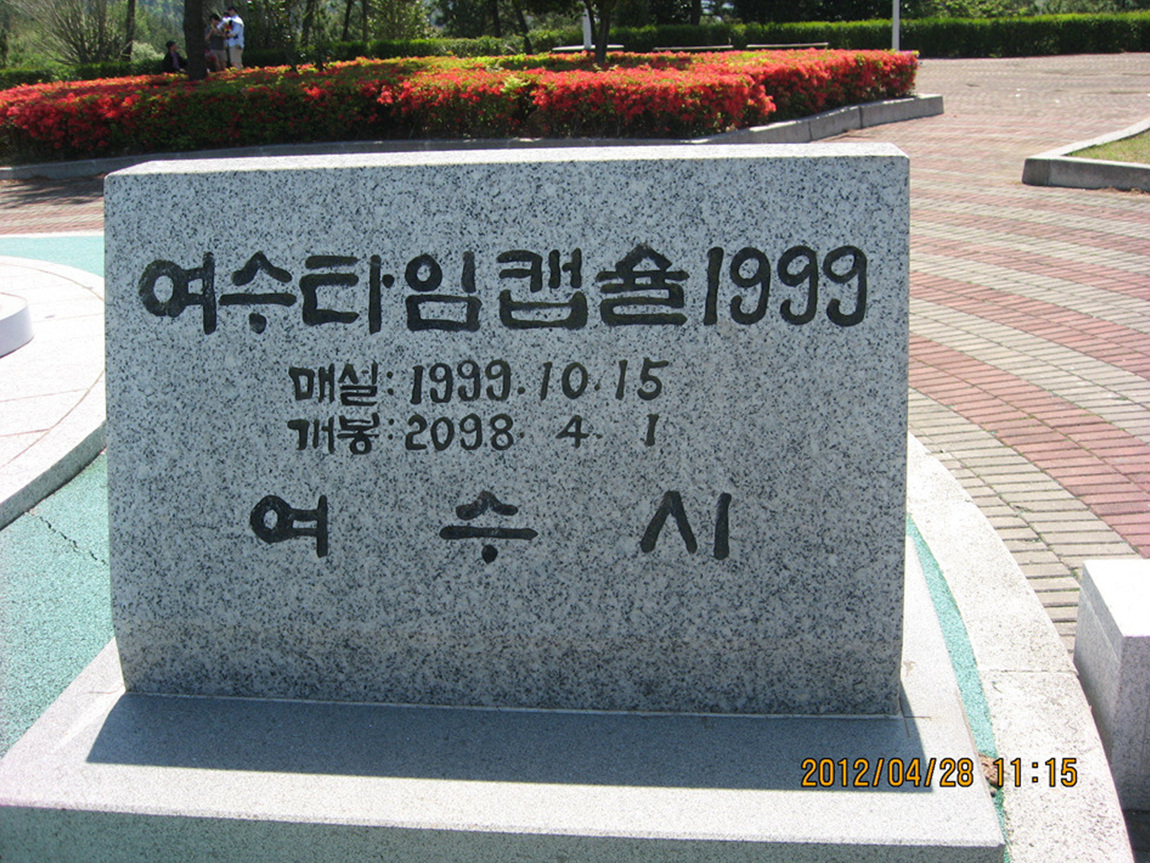 여수타임캡슐1999
매실: 1999. 10. 15
개봉: 2098. 4. 1
여 수 시
2012/04/28 11:15